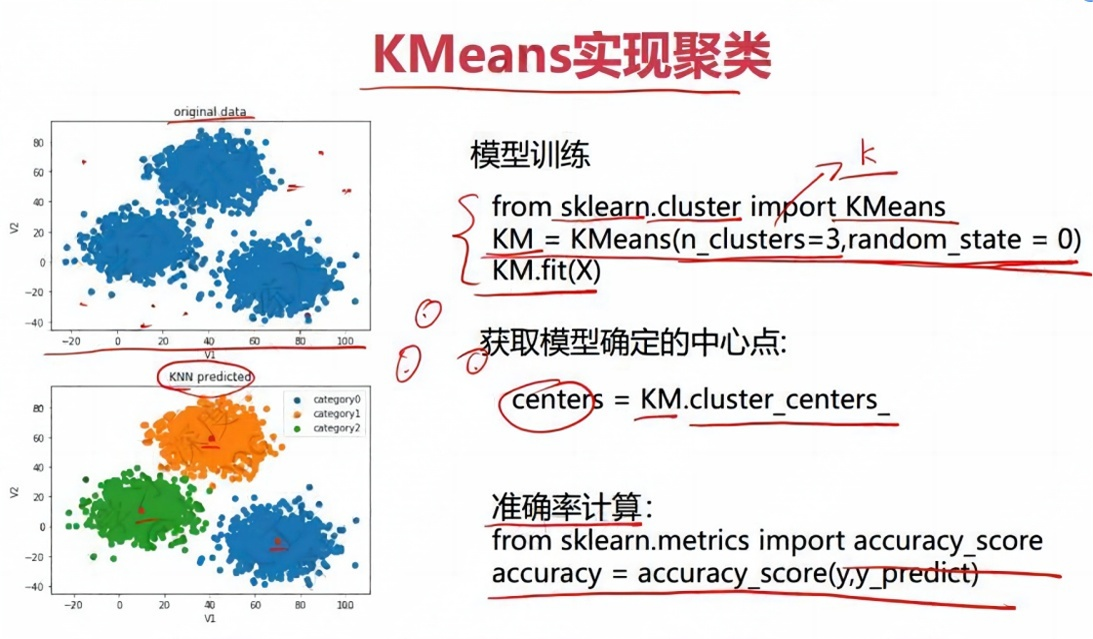 KMeans实现聚类
original data
80
60
40
20
0
−20
−40
V2
−20 0 20 40 60 80 100
V1
KNN predicted
category0
category1
category2
80
60
40
20
0
−20
−40
V2
−20 0 20 40 60 80 100
V1
模型训练
k
from sklearn.cluster import KMeans
KM = KMeans(n_clusters=3,random_state = 0)
KM.fit(X)
获取模型确定的中心点:
centers = KM.cluster_centers_
准确率计算：
from sklearn.metrics import accuracy_score
accuracy = accuracy_score(y,y_predict)